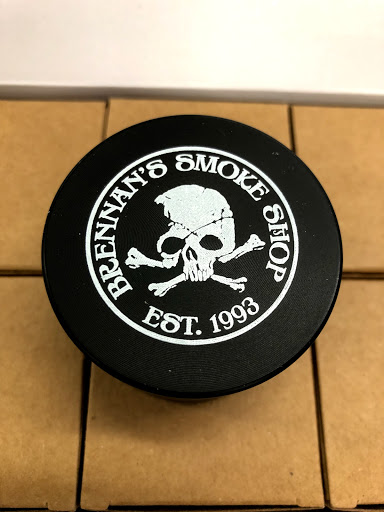 BRENNAN'S SMOKE SHOP
EST. 1993